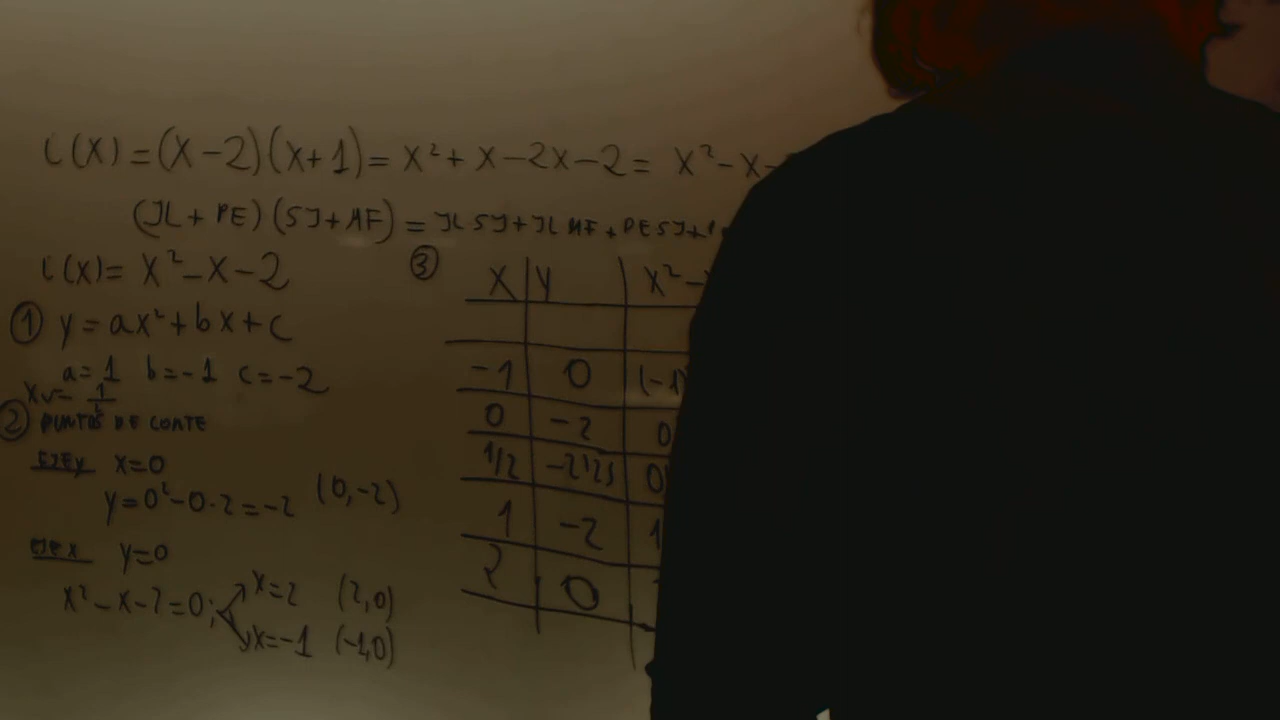 L(X) = (X-2)(X+1) = X² + X - 2X - 2 = X² - X -
(JL + PE) (SJ + MF) = JL SJ + JL MF + PE SJ +
L(X) = X² - X - 2
① y = ax² + bx + c
a = 1 b = -1 c = -2
Xv = 1/2
② PUNTOS DE CORTE
EJE y X=0
y = 0² - 0 - 2 = -2 (0, -2)
EJE X y=0
X² - X - 2 = 0; X=2 (2,0)
X=-1 (-1,0)
③
X Y X² -
-1 0 (-1)
0 -2 0
1/2 -2'25 0
1 -2 1
2 0